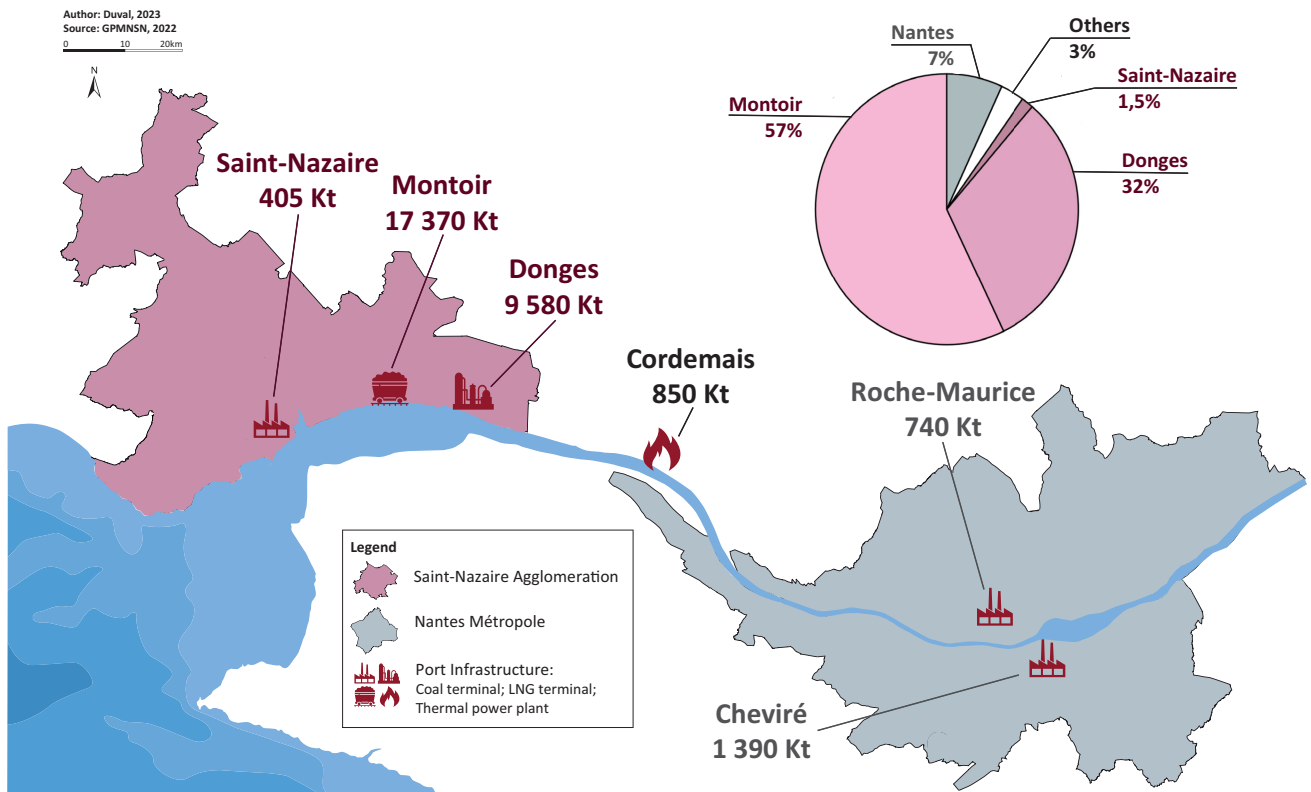 Author: Duval, 2023
Source: GPMNSN, 2022
0 10 20km
N
Nantes
7%
Others
3%
Saint-Nazaire
1,5%
Montoir
57%
Donges
32%
Saint-Nazaire
405 Kt
Montoir
17 370 Kt
Donges
9 580 Kt
Cordemais
850 Kt
Roche-Maurice
740 Kt
Cheviré
1 390 Kt
Legend
Saint-Nazaire Agglomeration
Nantes Métropole
Port Infrastructure:
Coal terminal; LNG terminal;
Thermal power plant